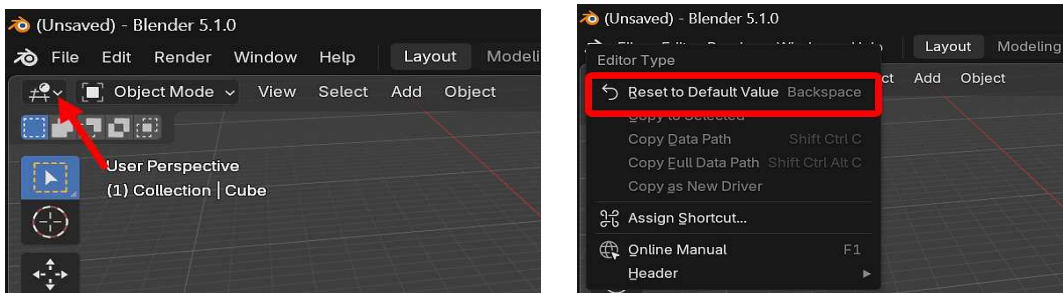 (Unsaved) - Blender 5.1.0
File Edit Render Window Help Layout Modeli
Object Mode View Select Add Object
User Perspective
(1) Collection | Cube
(Unsaved) - Blender 5.1.0
Layout Modeling
Editor Type
ct Add Object
Reset to Default Value Backspace
Copy to Selected
Copy Data Path Shift Ctrl C
Copy Full Data Path Shift Ctrl Alt C
Copy as New Driver
Assign Shortcut...
Online Manual F1
Header